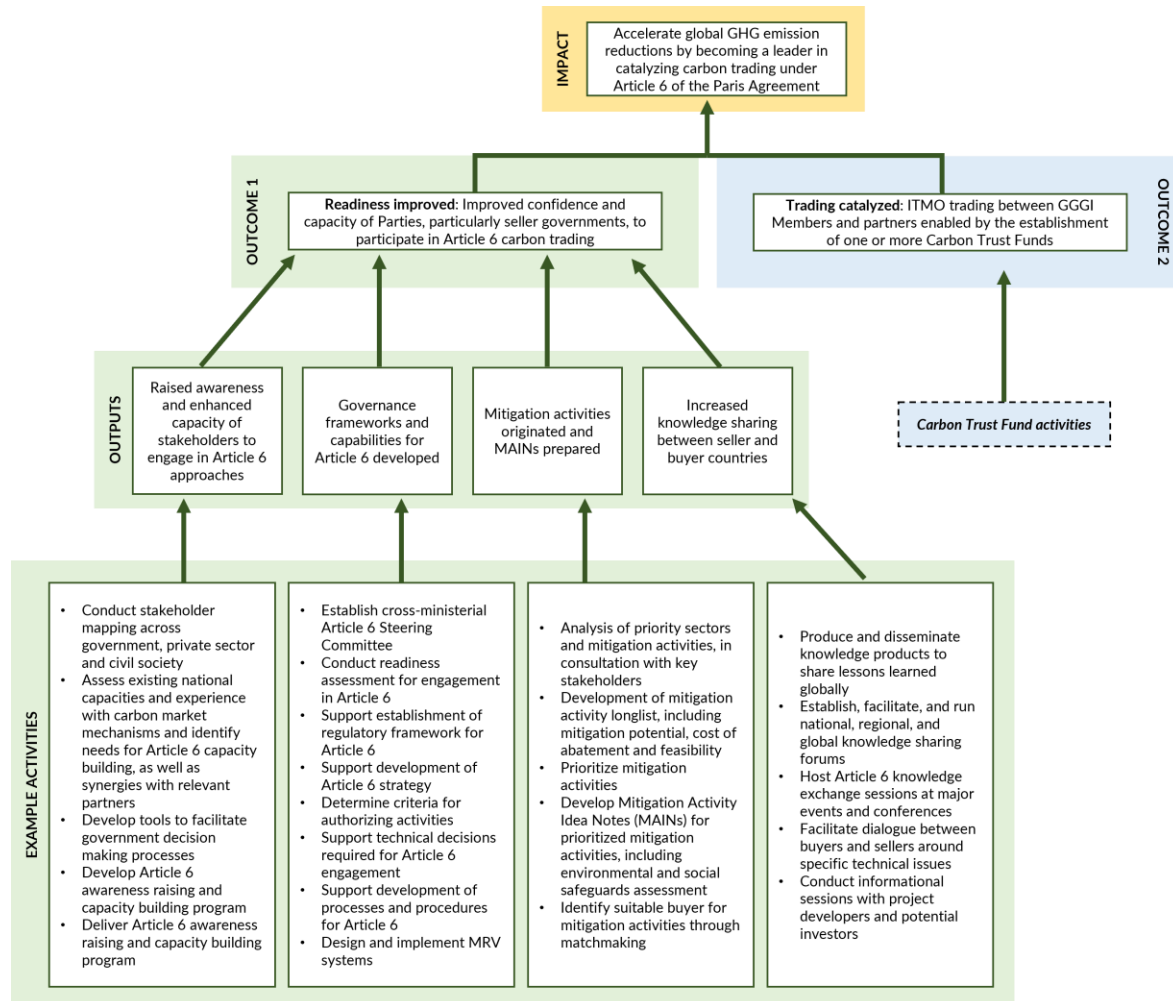 IMPACT
Accelerate global GHG emission
reductions by becoming a leader in
catalyzing carbon trading under
Article 6 of the Paris Agreement
OUTCOME 1
Readiness improved: Improved confidence and
capacity of Parties, particularly seller governments, to
participate in Article 6 carbon trading
Trading catalyzed: ITMO trading between GGGI
Members and partners enabled by the establishment
of one or more Carbon Trust Funds
OUTCOME 2
OUTPUTS
Raised awareness
and enhanced
capacity of
stakeholders to
engage in Article 6
approaches
Governance
frameworks and
capabilities for
Article 6 developed
Mitigation activities
originated and
MAINs prepared
Increased
knowledge sharing
between seller and
buyer countries
Carbon Trust Fund activities
EXAMPLE ACTIVITIES
• Conduct stakeholder
mapping across
government, private sector
and civil society
• Assess existing national
capacities and experience
with carbon market
mechanisms and identify
needs for Article 6 capacity
building, as well as
synergies with relevant
partners
• Develop tools to facilitate
government decision
making processes
• Develop Article 6
awareness raising and
capacity building program
• Deliver Article 6 awareness
raising and capacity building
program
• Establish cross-ministerial
Article 6 Steering
Committee
• Conduct readiness
assessment for engagement
in Article 6
• Support establishment of
regulatory framework for
Article 6
• Support development of
Article 6 strategy
• Determine criteria for
authorizing activities
• Support technical decisions
required for Article 6
engagement
• Support development of
processes and procedures
for Article 6
• Design and implement MRV
systems
• Analysis of priority sectors
and mitigation activities, in
consultation with key
stakeholders
• Development of mitigation
activity longlist, including
mitigation potential, cost of
abatement and feasibility
• Prioritize mitigation
activities
• Develop Mitigation Activity
Idea Notes (MAINs) for
prioritized mitigation
activities, including
environmental and social
safeguards assessment
• Identify suitable buyer for
mitigation activities through
matchmaking
• Produce and disseminate
knowledge products to
share lessons learned
globally
• Establish, facilitate, and run
national, regional, and
global knowledge sharing
forums
• Host Article 6 knowledge
exchange sessions at major
events and conferences
• Facilitate dialogue between
buyers and sellers around
specific technical issues
• Conduct informational
sessions with project
developers and potential
investors